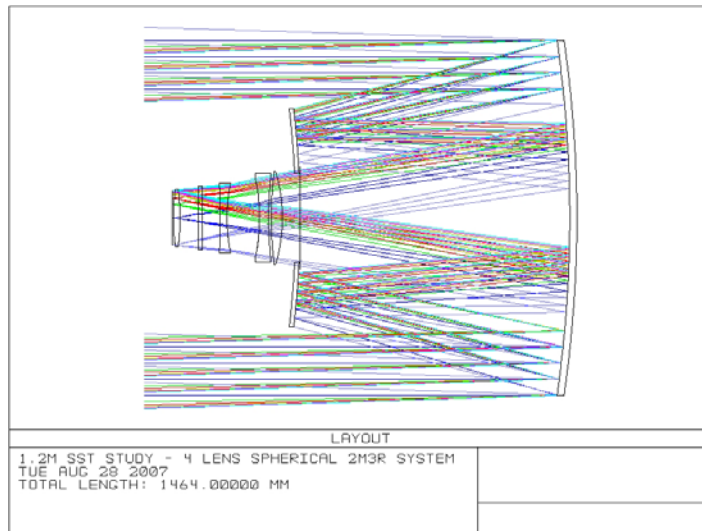 LAYOUT
1.2M SST STUDY - 4 LENS SPHERICAL 2M3R SYSTEM
TUE AUG 28 2007
TOTAL LENGTH: 1464.00000 MM